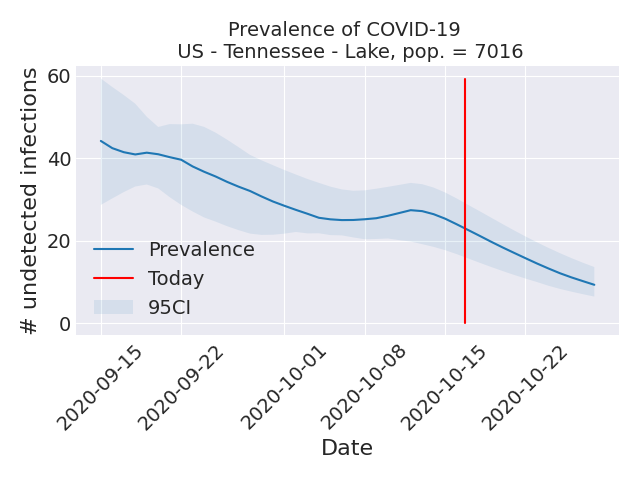 Prevalence of COVID-19
US - Tennessee - Lake, pop. = 7016
# undetected infections
60
40
20
0
Prevalence
Today
95CI
2020-09-15
2020-09-22
2020-10-01
2020-10-08
2020-10-15
2020-10-22
Date